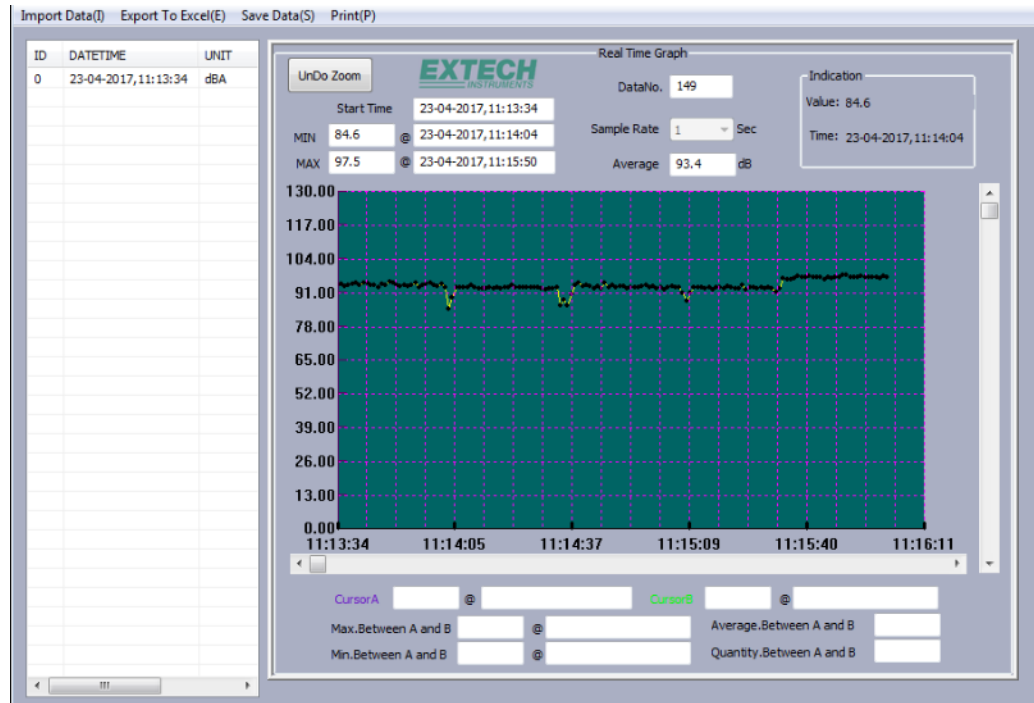 Import Data(I) Export To Excel(E) Save Data(S) Print(P)
ID DATETIME UNIT
0 23-04-2017,11:13:34 dBA
Real Time Graph
UnDo Zoom
EXTECH
INSTRUMENTS
DataNo. 149
Indication
Value: 84.6
Time: 23-04-2017,11:14:04
Start Time 23-04-2017,11:13:34
MIN 84.6 @ 23-04-2017,11:14:04
Sample Rate 1 Sec
MAX 97.5 @ 23-04-2017,11:15:50
Average 93.4 dB
130.00
117.00
104.00
91.00
78.00
65.00
52.00
39.00
26.00
13.00
0.00
11:13:34 11:14:05 11:14:37 11:15:09 11:15:40 11:16:11
CursorA @ CursorB @
Max.Between A and B @ Average.Between A and B
Min.Between A and B @ Quantity.Between A and B